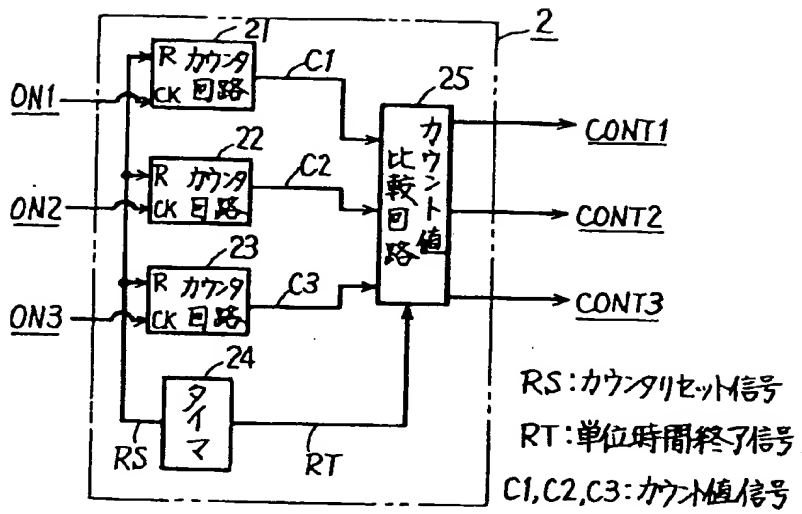 2
21
R カウンタ
CK 回路
ON1
C1
25
カウント値
比較回路
CONT1
22
R カウンタ
CK 回路
ON2
C2
CONT2
23
R カウンタ
CK 回路
ON3
C3
CONT3
24
タイマ
RS
RT
RS:カウンタリセット信号
RT:単位時間終了信号
C1,C2,C3:カウント値信号